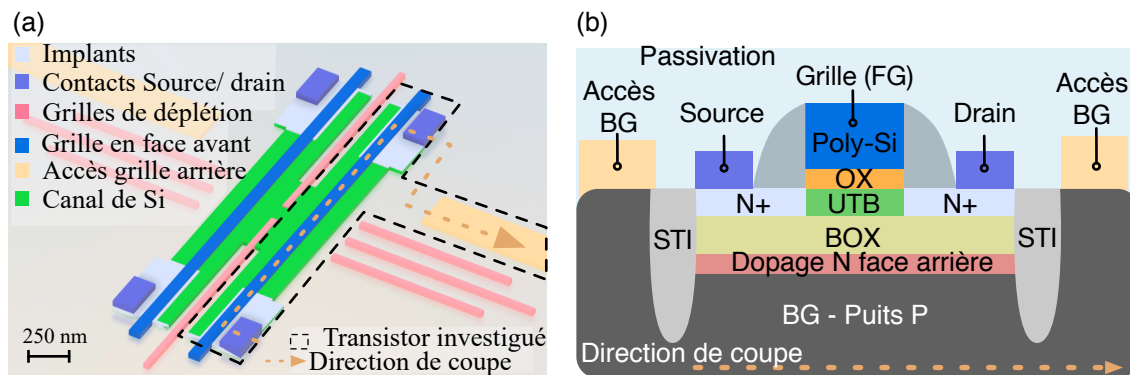 (a)
Implants
Contacts Source/ drain
Grilles de déplétion
Grille en face avant
Accès grille arrière
Canal de Si
250 nm
Transistor investigué
Direction de coupe
(b)
Passivation
Accès
BG
Source
Grille (FG)
Drain
Accès
BG
Poly-Si
OX
N+
UTB
N+
STI
BOX
STI
Dopage N face arrière
BG - Puits P
Direction de coupe